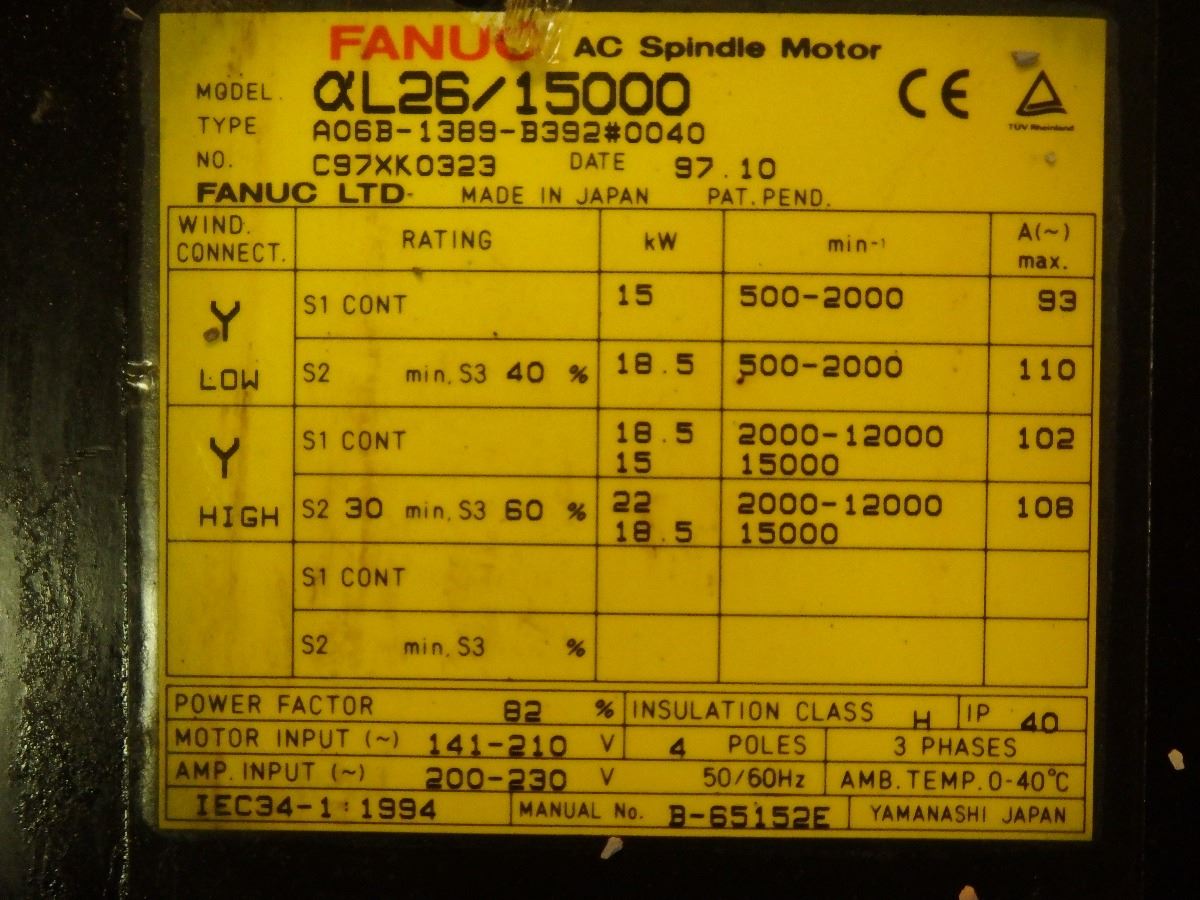 FANUC AC Spindle Motor
MODEL αL26/15000
CE
TÜV Rheinland
TYPE A06B-1389-B392#0040
NO. C97XK0323 DATE 97.10
FANUC LTD- MADE IN JAPAN PAT. PEND.
WIND. CONNECT. RATING kW min-1 A(~) max.
Y LOW S1 CONT 15 500-2000 93
S2 min, S3 40 % 18.5 500-2000 110
Y HIGH S1 CONT 18.5 2000-12000 102
15 15000
S2 30 min, S3 60 % 22 2000-12000 108
18.5 15000
S1 CONT
S2 min, S3 %
POWER FACTOR 82 % INSULATION CLASS H IP 40
MOTOR INPUT (~) 141-210 V 4 POLES 3 PHASES
AMP. INPUT (~) 200-230 V 50/60Hz AMB. TEMP. 0-40°C
IEC34-1:1994 MANUAL No. B-65152E YAMANASHI JAPAN